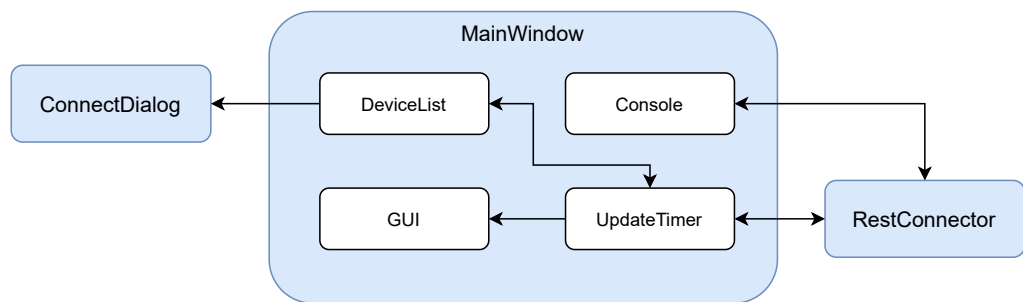 MainWindow
ConnectDialog
DeviceList
Console
GUI
UpdateTimer
RestConnector